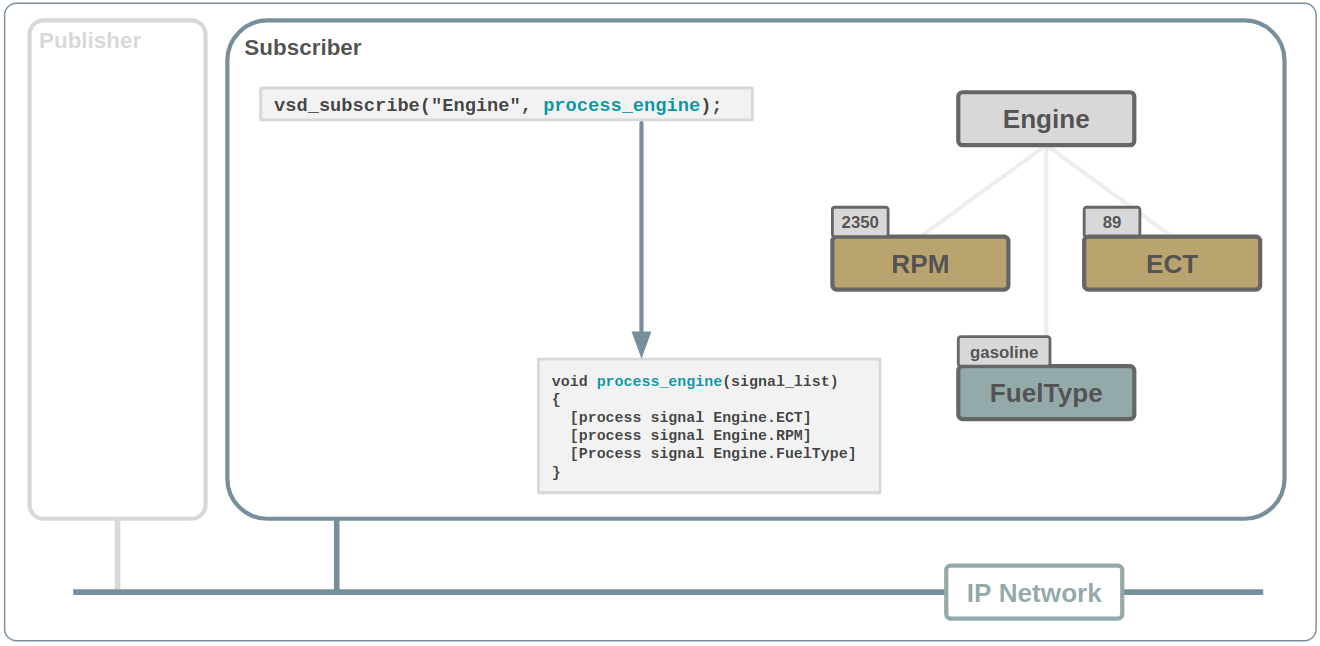 Publisher
Subscriber
vsd_subscribe("Engine", process_engine);
Engine
2350
RPM
89
ECT
gasoline
FuelType
void process_engine(signal_list)
{
  [process signal Engine.ECT]
  [process signal Engine.RPM]
  [Process signal Engine.FuelType]
}
IP Network